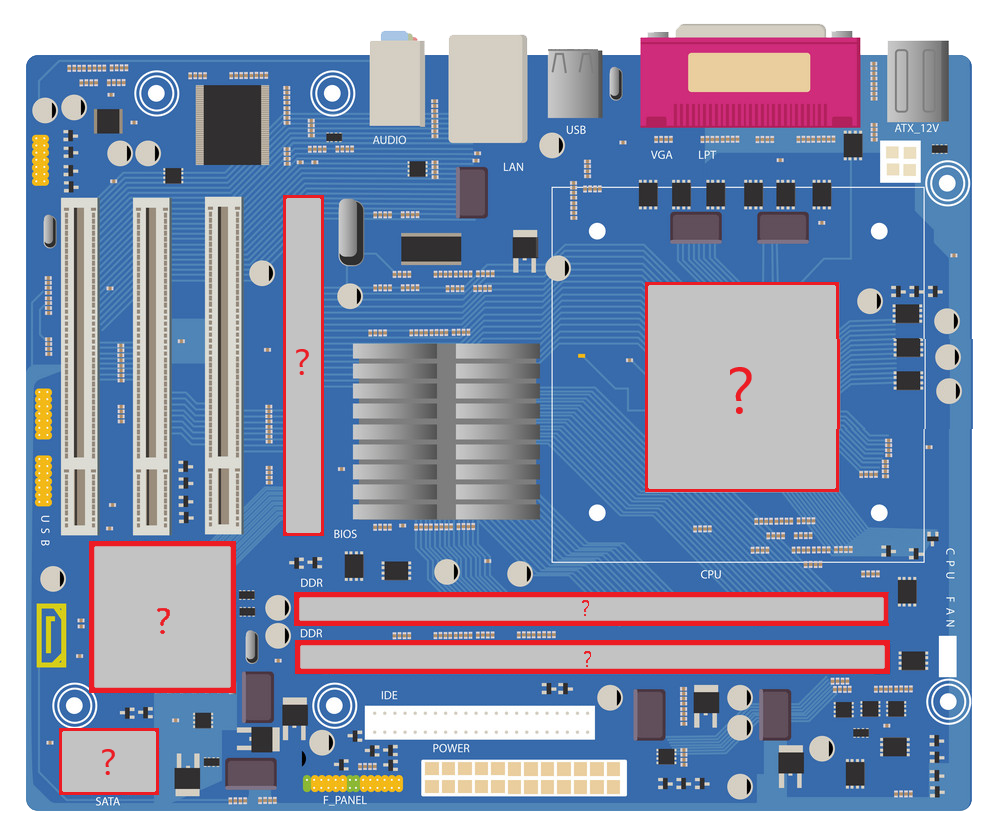 AUDIO
LAN
USB
VGA
LPT
ATX_12V
?
?
USB
BIOS
CPU
CPU FAN
DDR
?
?
DDR
?
IDE
POWER
?
SATA
F_PANEL